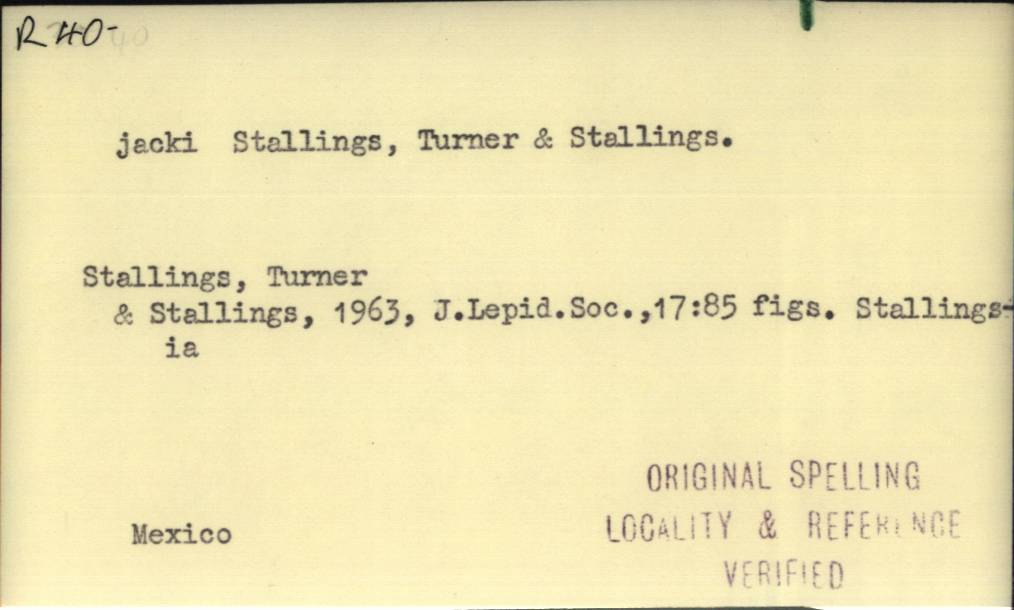 R 40-
jacki Stallings, Turner & Stallings.
Stallings, Turner
& Stallings, 1963, J.Lepid.Soc.,17:85 figs. Stallings-
ia
Mexico
ORIGINAL SPELLING
LOCALITY & REFERENCE
VERIFIED